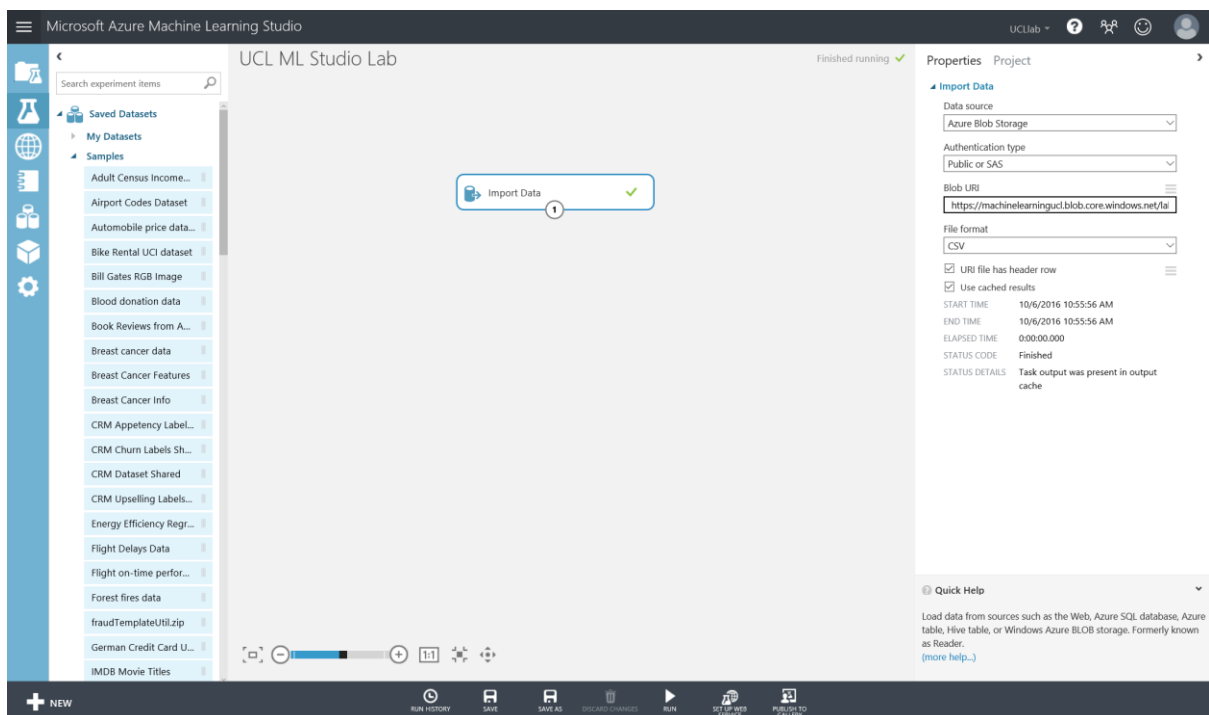 Microsoft Azure Machine Learning Studio
UCLlab
?
Search experiment items
Saved Datasets
My Datasets
Samples
Adult Census Income...
Airport Codes Dataset
Automobile price data...
Bike Rental UCI dataset
Bill Gates RGB Image
Blood donation data
Book Reviews from A...
Breast cancer data
Breast Cancer Features
Breast Cancer Info
CRM Appetency Label...
CRM Churn Labels Sh...
CRM Dataset Shared
CRM Upselling Labels...
Energy Efficiency Regr...
Flight Delays Data
Flight on-time perfor...
Forest fires data
fraudTemplateUtil.zip
German Credit Card U...
IMDB Movie Titles
UCL ML Studio Lab
Finished running
Import Data
1
1:1
Properties Project
Import Data
Data source
Azure Blob Storage
Authentication type
Public or SAS
Blob URI
https://machinelearningucl.blob.core.windows.net/la
File format
CSV
URI file has header row
Use cached results
START TIME 10/6/2016 10:55:56 AM
END TIME 10/6/2016 10:55:56 AM
ELAPSED TIME 0:00:00.000
STATUS CODE Finished
STATUS DETAILS Task output was present in output
cache
Quick Help
Load data from sources such as the Web, Azure SQL database, Azure
table, Hive table, or Windows Azure BLOB storage. Formerly known
as Reader.
(more help...)
NEW
RUN HISTORY
SAVE
SAVE AS
DISCARD CHANGES
RUN
SET UP WEB
SERVICE
PUBLISH TO
GALLERY